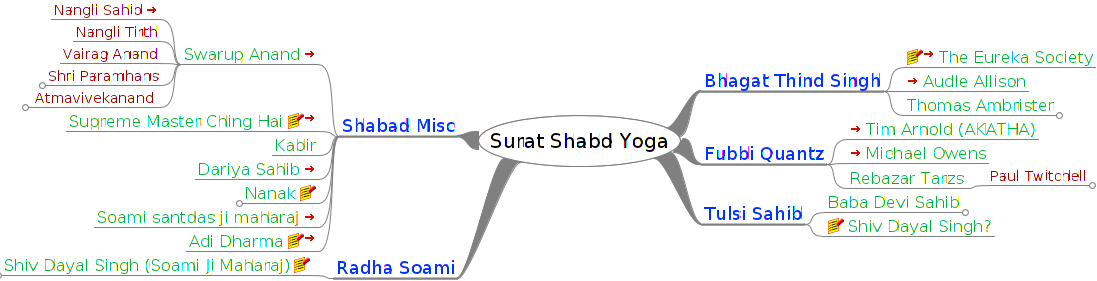 Nangli Sahib
Nangli Tirth
Vairag Anand
Shri Paramhans
Atmavivekanand
Swarup Anand
Supreme Master Ching Hai
Kabir
Dariya Sahib
Nanak
Soami santdas ji maharaj
Adi Dharma
Shabad Misc
Shiv Dayal Singh (Soami Ji Maharaj)
Radha Soami
Surat Shabd Yoga
Bhagat Thind Singh
The Eureka Society
Audle Allison
Thomas Ambrister
Fubbi Quantz
Tim Arnold (AKATHA)
Michael Owens
Rebazar Tarzs
Paul Twitchell
Tulsi Sahib
Baba Devi Sahib
Shiv Dayal Singh?